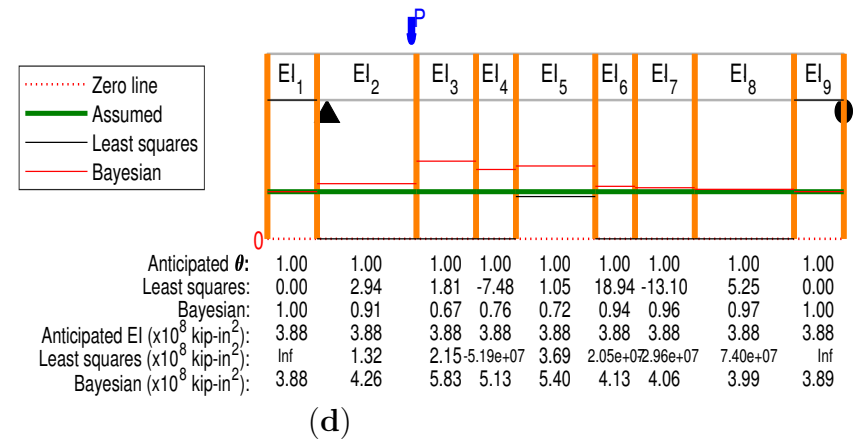 P
EI1 EI2 EI3 EI4 EI5 EI6 EI7 EI8 EI9
Zero line
Assumed
Least squares
Bayesian
0
Anticipated θ: 1.00 1.00 1.00 1.00 1.00 1.00 1.00 1.00 1.00
Least squares: 0.00 2.94 1.81 -7.48 1.05 18.94 -13.10 5.25 0.00
Bayesian: 1.00 0.91 0.67 0.76 0.72 0.94 0.96 0.97 1.00
Anticipated EI (x10^8 kip-in^2): 3.88 3.88 3.88 3.88 3.88 3.88 3.88 3.88 3.88
Least squares (x10^8 kip-in^2): Inf 1.32 2.15 -5.19e+07 3.69 2.05e+07 -2.96e+07 7.40e+07 Inf
Bayesian (x10^8 kip-in^2): 3.88 4.26 5.83 5.13 5.40 4.13 4.06 3.99 3.89
(d)